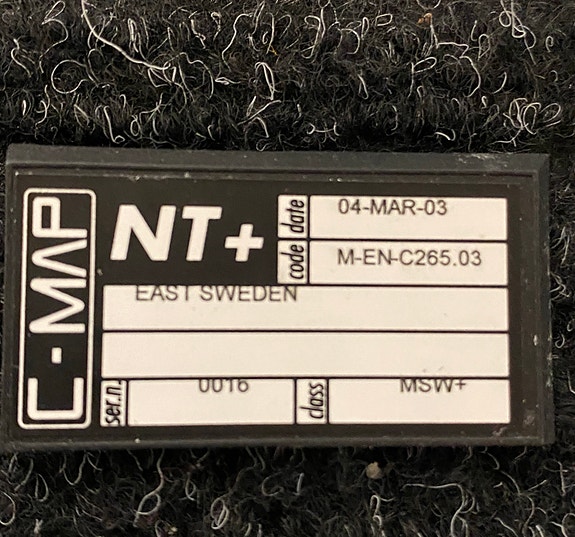 C-MAP
NT+
date 04-MAR-03
code M-EN-C265.03
EAST SWEDEN
ser.n. 0016 class MSW+